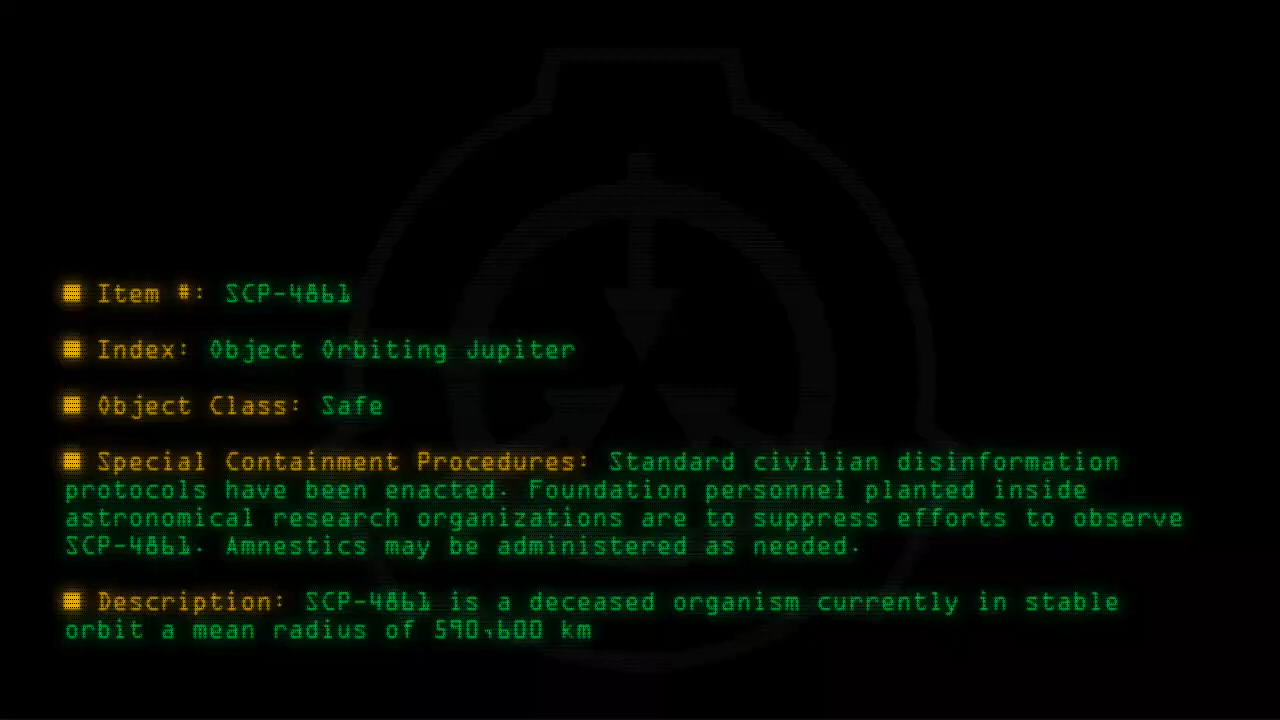 Item #: SCP-4861
Index: Object Orbiting Jupiter
Object Class: Safe
Special Containment Procedures: Standard civilian disinformation
protocols have been enacted. Foundation personnel planted inside
astronomical research organizations are to suppress efforts to observe
SCP-4861. Amnestics may be administered as needed.
Description: SCP-4861 is a deceased organism currently in stable
orbit a mean radius of 590,600 km